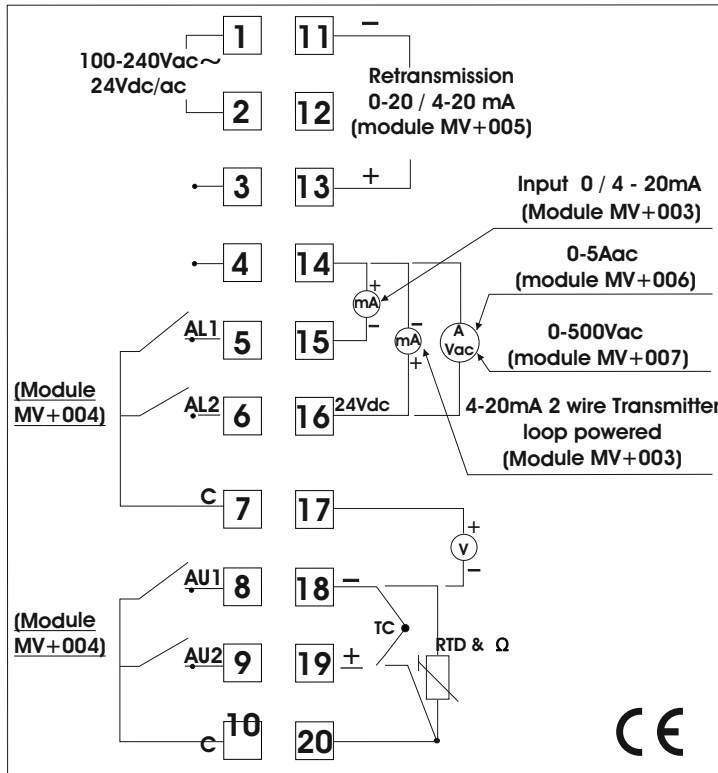 1
11
−
100-240Vac~
24Vdc/ac
Retransmission
0-20 / 4-20 mA
(module MV+005)
2
12
3
13
+
Input 0 / 4 - 20mA
(Module MV+003)
4
14
0-5Aac
(module MV+006)
+
mA
−
AL1
5
15
−
mA
+
A
Vac
0-500Vac
(module MV+007)
(Module
MV+004)
AL2
6
16
24Vdc
4-20mA 2 wire Transmitter
loop powered
(Module MV+003)
C
7
17
+
V
−
AU1
8
18
−
(Module
MV+004)
TC
RTD & Ω
AU2
9
19
+
C
10
20
CE